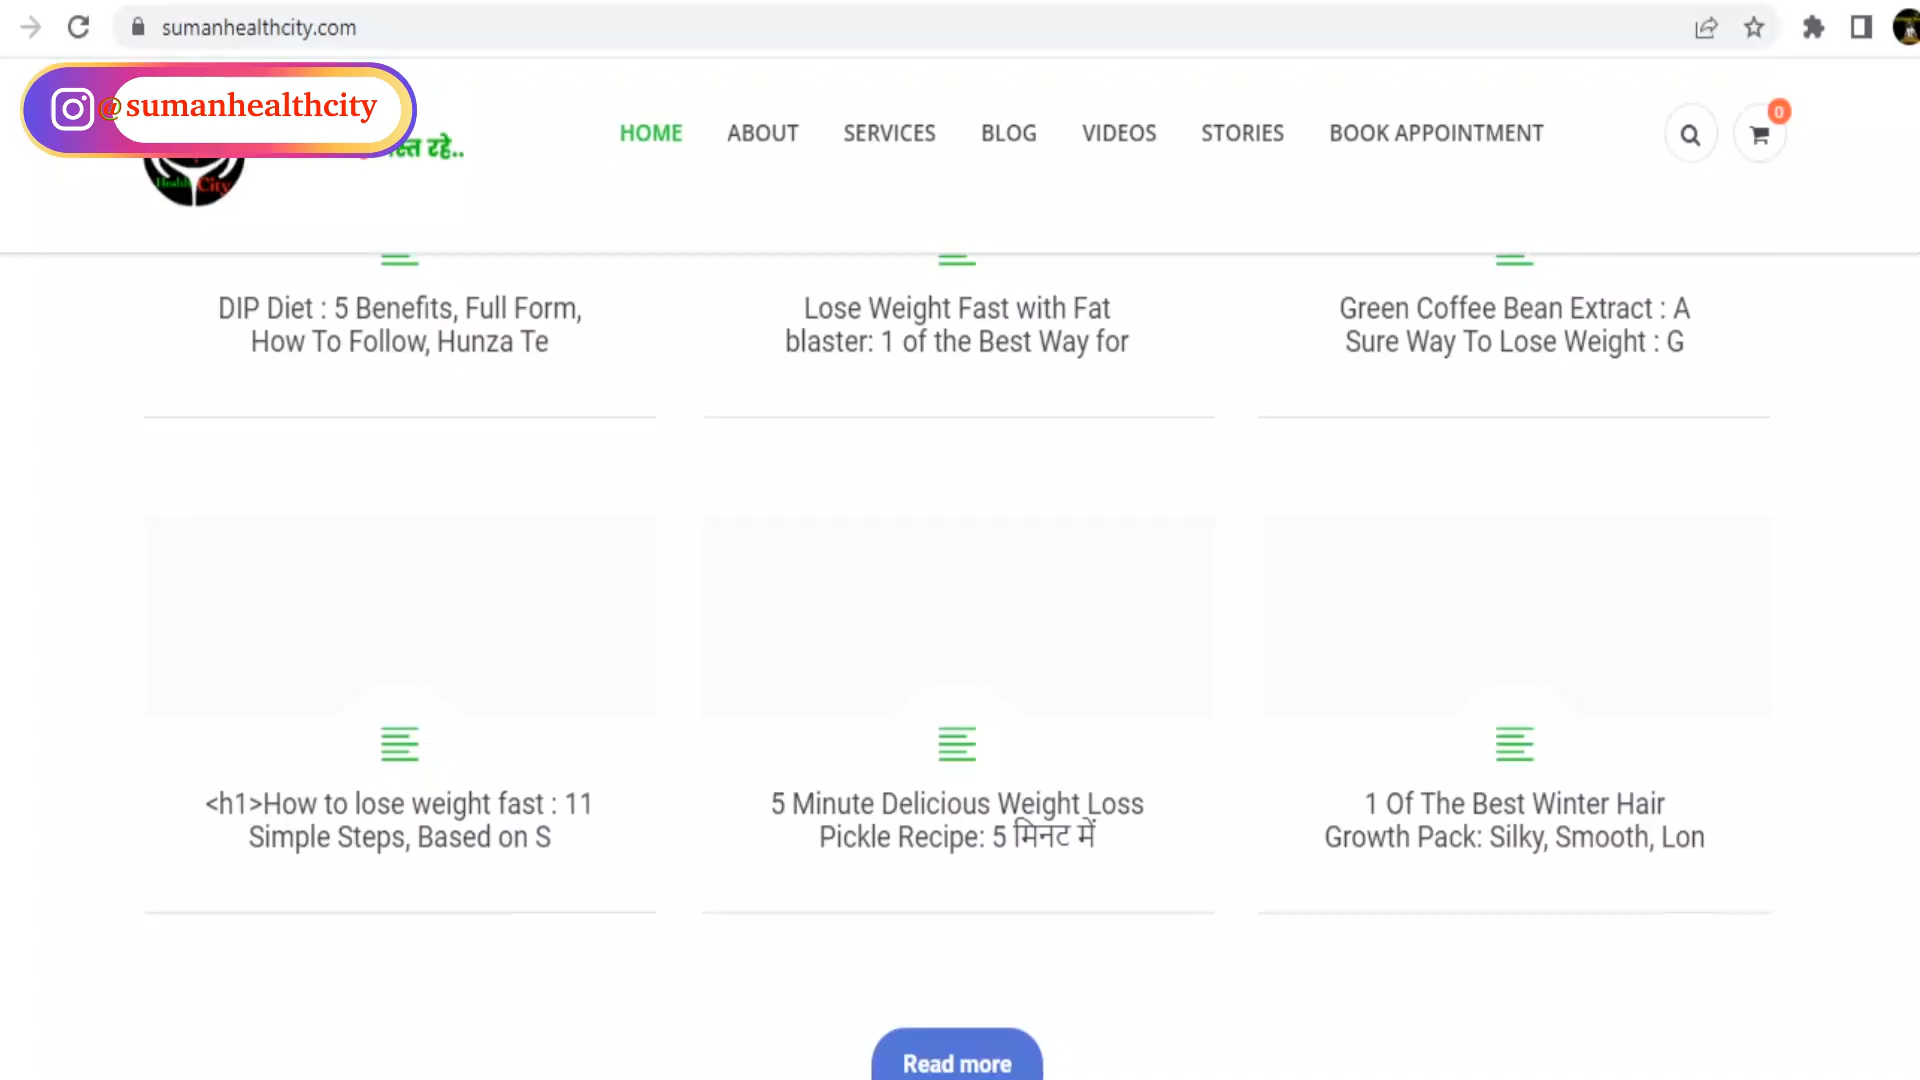 sumanhealthcity.com
@sumanhealthcity
रहे..
Health City
HOME ABOUT SERVICES BLOG VIDEOS STORIES BOOK APPOINTMENT
0
DIP Diet : 5 Benefits, Full Form,
How To Follow, Hunza Te
Lose Weight Fast with Fat
blaster: 1 of the Best Way for
Green Coffee Bean Extract : A
Sure Way To Lose Weight : G
<h1>How to lose weight fast : 11
Simple Steps, Based on S
5 Minute Delicious Weight Loss
Pickle Recipe: 5 मिनट में
1 Of The Best Winter Hair
Growth Pack: Silky, Smooth, Lon
Read more